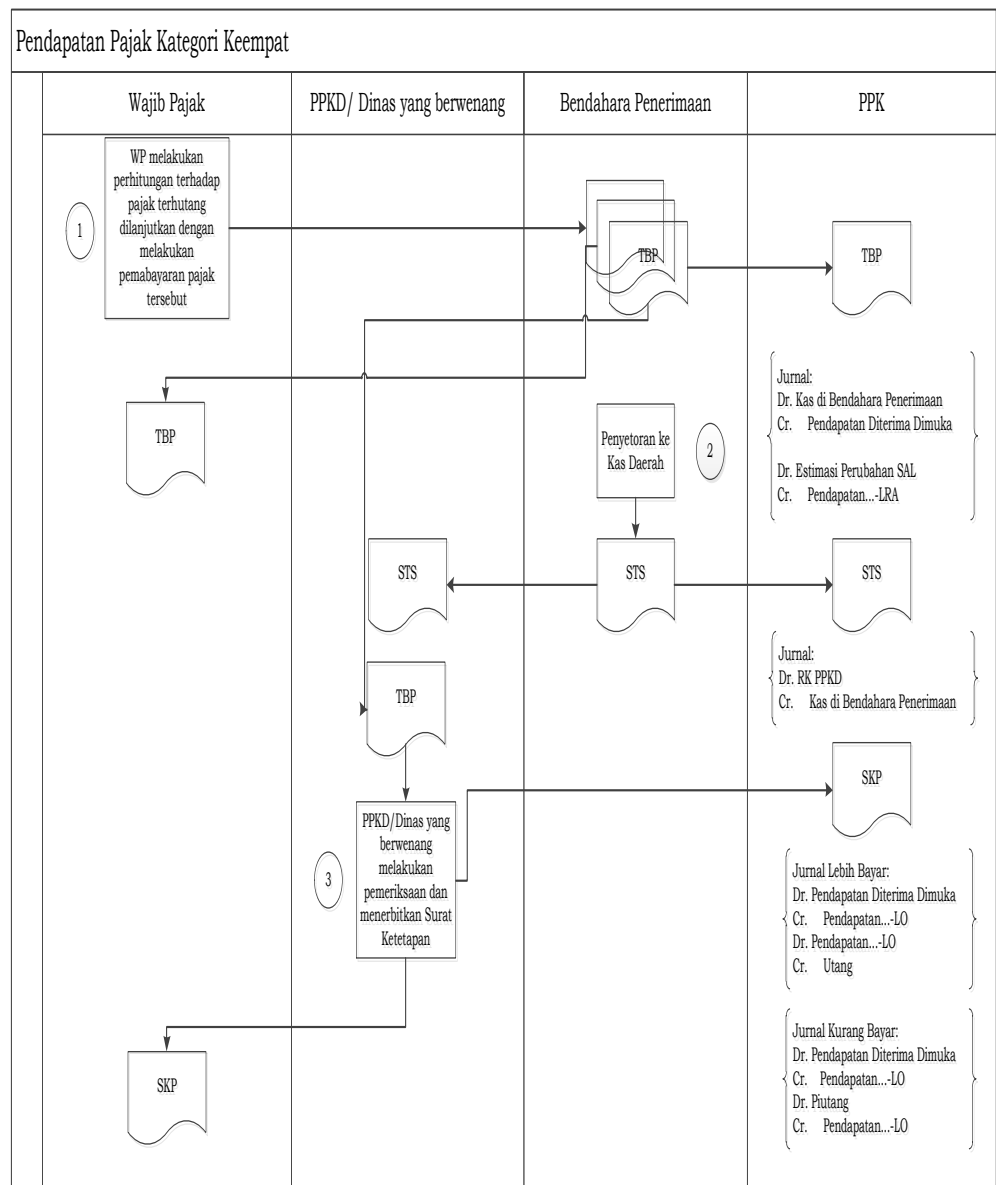 Pendapatan Pajak Kategori Keempat
Wajib Pajak
PPKD/ Dinas yang berwenang
Bendahara Penerimaan
PPK
1
WP melakukan
perhitungan terhadap
pajak terhutang
dilanjutkan dengan
melakukan
pemabayaran pajak
tersebut
TBP
TBP
TBP
Jurnal:
Dr. Kas di Bendahara Penerimaan
Cr. Pendapatan Diterima Dimuka
Dr. Estimasi Perubahan SAL
Cr. Pendapatan...-LRA
Penyetoran ke
Kas Daerah
2
STS
STS
STS
Jurnal:
Dr. RK PPKD
Cr. Kas di Bendahara Penerimaan
TBP
SKP
3
PPKD/Dinas yang
berwenang
melakukan
pemeriksaan dan
menerbitkan Surat
Ketetapan
Jurnal Lebih Bayar:
Dr. Pendapatan Diterima Dimuka
Cr. Pendapatan...-LO
Dr. Pendapatan...-LO
Cr. Utang
SKP
Jurnal Kurang Bayar:
Dr. Pendapatan Diterima Dimuka
Cr. Pendapatan...-LO
Dr. Piutang
Cr. Pendapatan...-LO